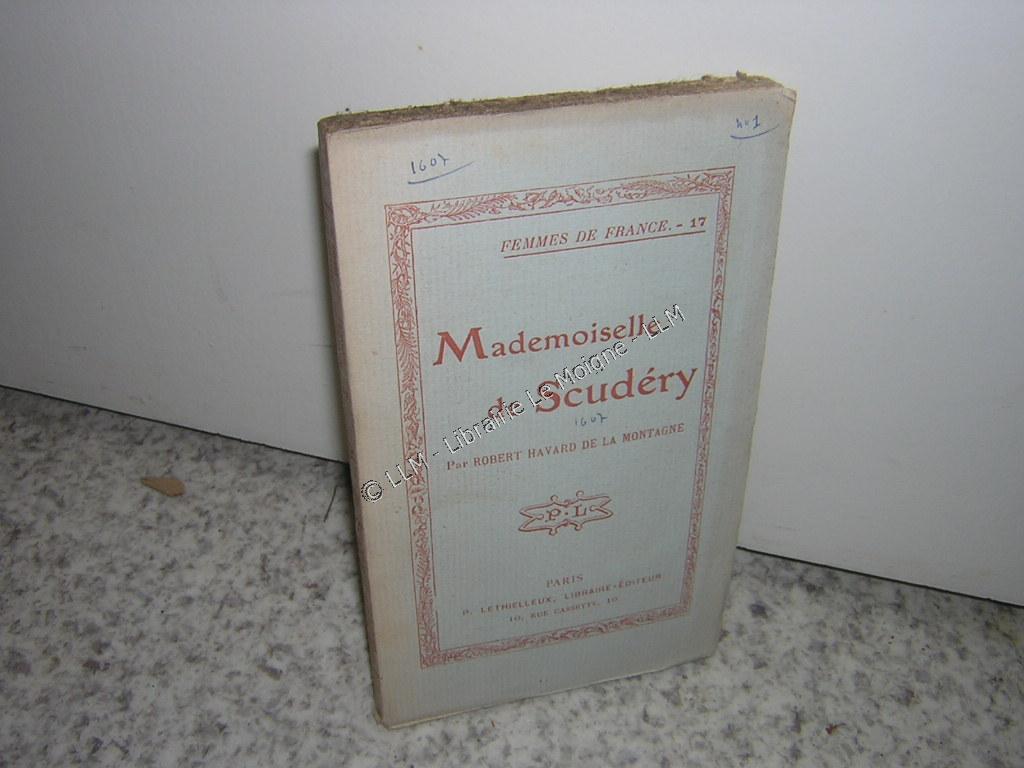 1607
n°1
FEMMES DE FRANCE. - 17
Mademoiselle
de Scudéry
1607
Par ROBERT HAVARD DE LA MONTAGNE
P. L.
PARIS
P. LETHIELLEUX, LIBRAIRE-ÉDITEUR
10, RUE CASSETTE, 10
© LLM - Librairie Le Moigne - LLM